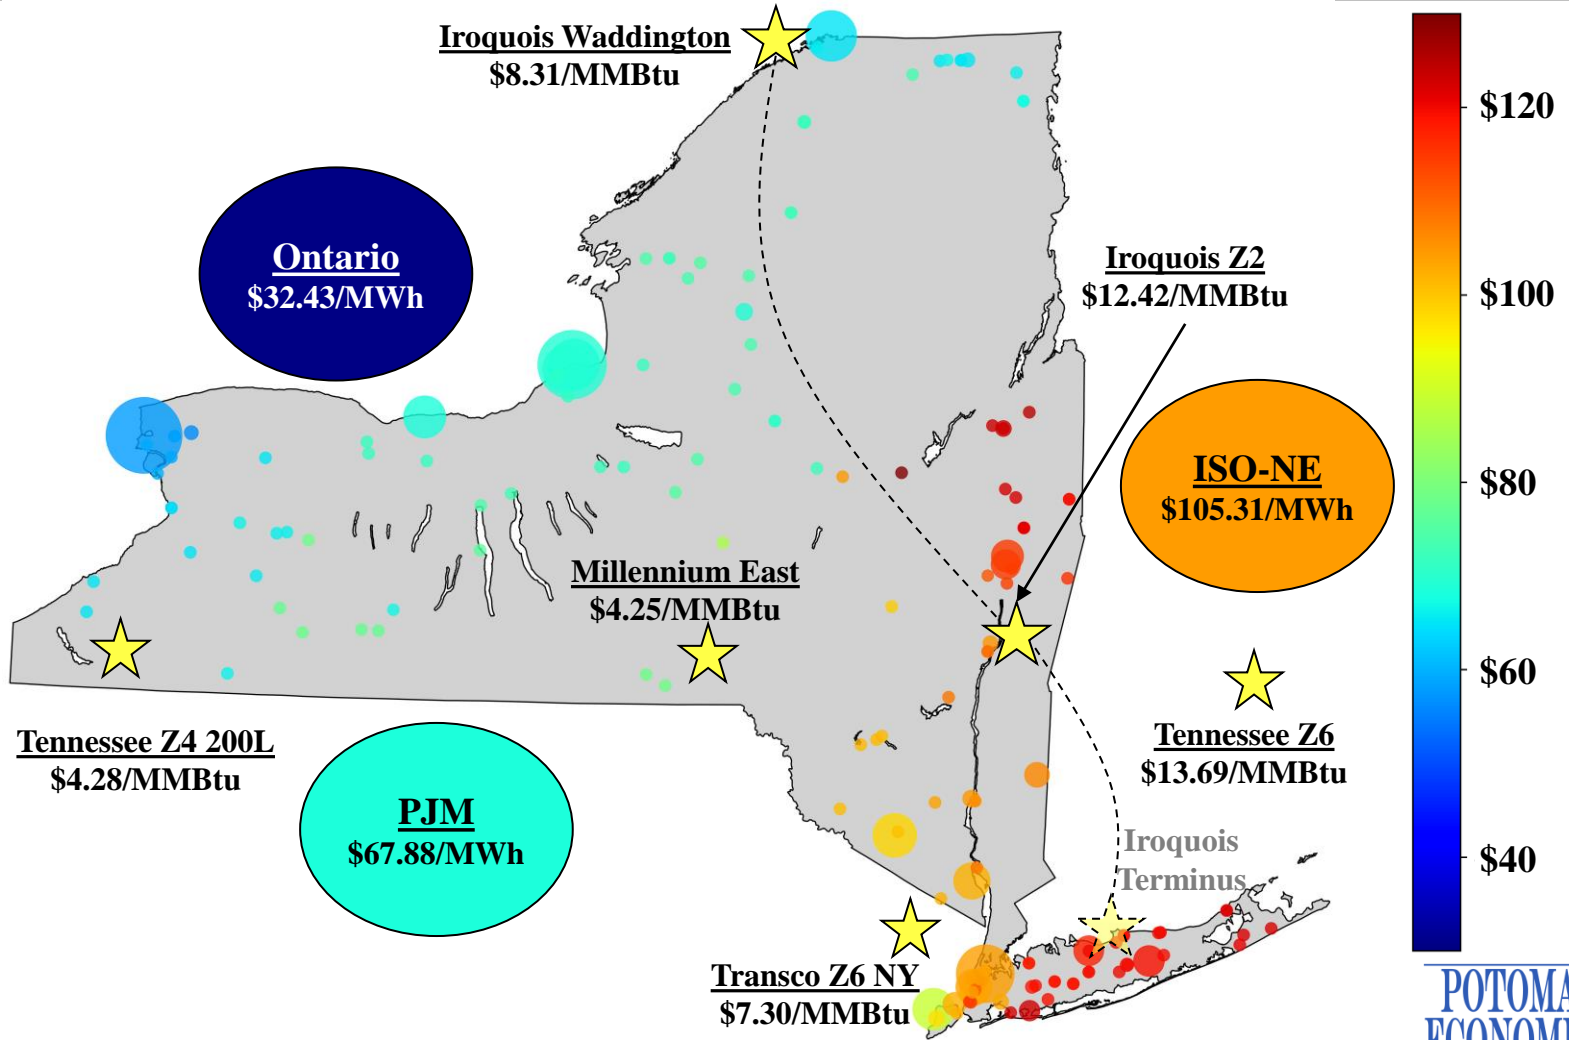 Iroquois Waddington
$8.31/MMBtu
$120
Ontario
$32.43/MWh
Iroquois Z2
$12.42/MMBtu
$100
ISO-NE
$105.31/MWh
$80
Millennium East
$4.25/MMBtu
$60
Tennessee Z4 200L
$4.28/MMBtu
Tennessee Z6
$13.69/MMBtu
PJM
$67.88/MWh
Iroquois
Terminus
$40
Transco Z6 NY
$7.30/MMBtu